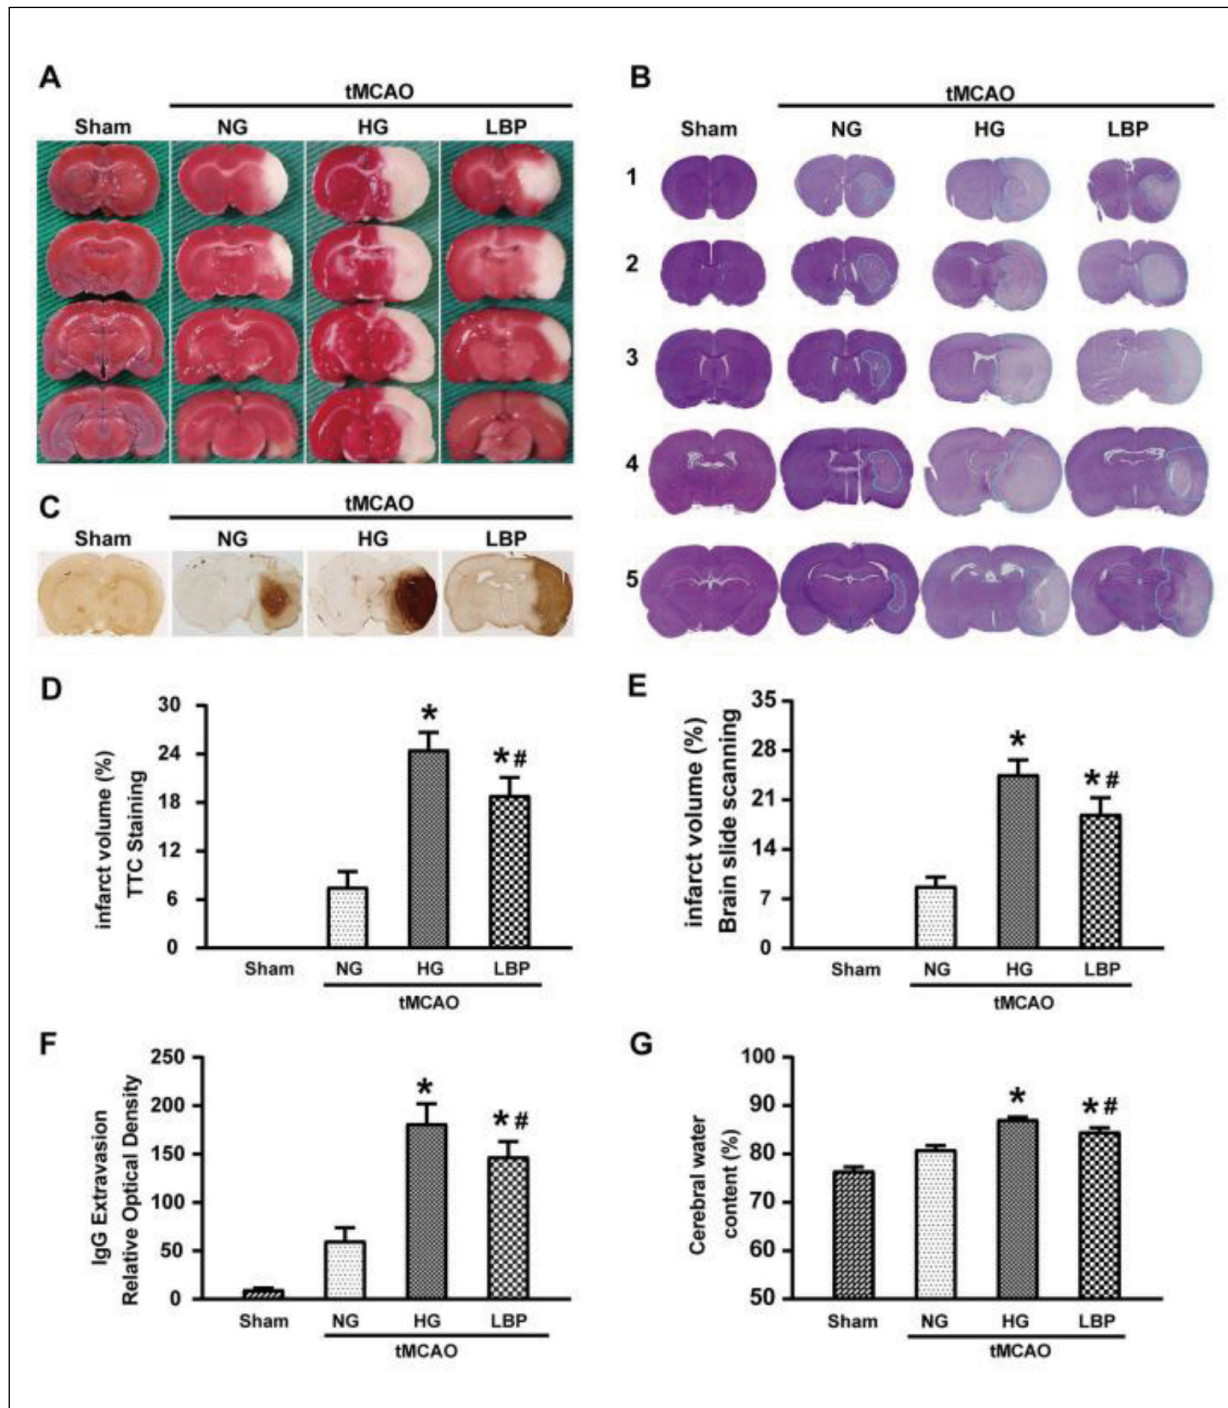 A
tMCAO
Sham NG HG LBP
B
tMCAO
Sham NG HG LBP
1
2
3
4
5
C
tMCAO
Sham NG HG LBP
D
infarct volume (%)
TTC Staining
30
24
18
12
6
0
*
*#
Sham NG HG LBP
tMCAO
E
infarct volume (%)
Brain slide scanning
35
28
21
14
7
0
*
*#
Sham NG HG LBP
tMCAO
F
IgG Extravasion
Relative Optical Density
250
200
150
100
50
0
*
*#
Sham NG HG LBP
tMCAO
G
Cerebral water
content (%)
100
90
80
70
60
50
*
*#
Sham NG HG LBP
tMCAO